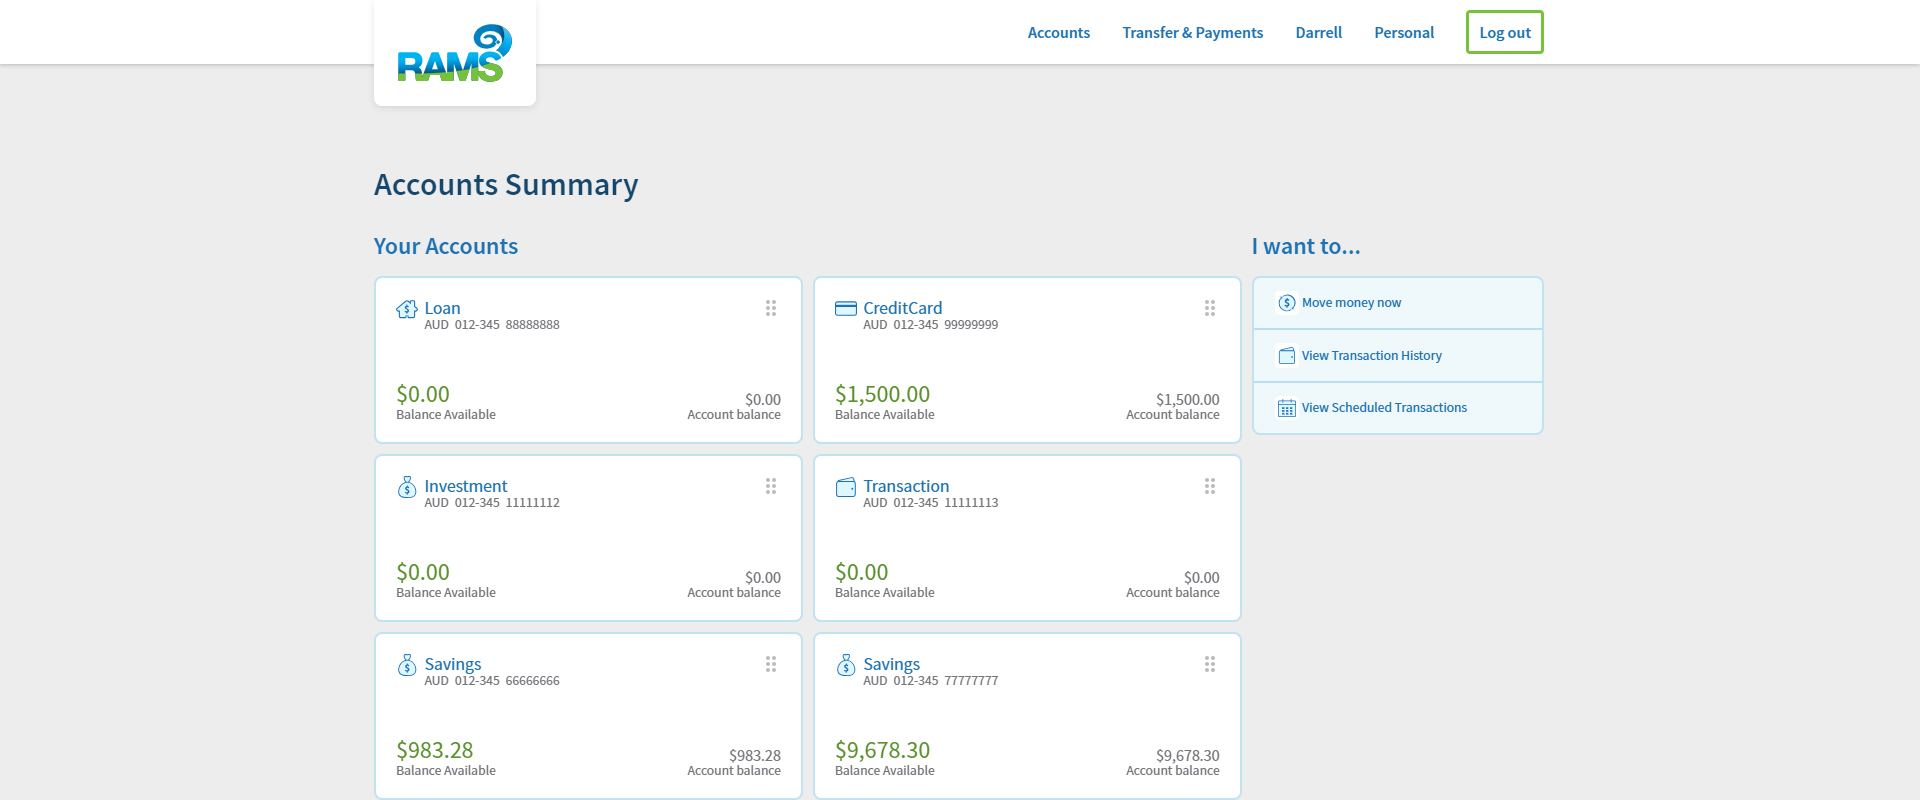 RAMS
Accounts Transfer & Payments Darrell Personal Log out
Accounts Summary
Your Accounts
Loan
AUD 012-345 88888888
$0.00
Balance Available
$0.00
Account balance
CreditCard
AUD 012-345 99999999
$1,500.00
Balance Available
$1,500.00
Account balance
Investment
AUD 012-345 11111112
$0.00
Balance Available
$0.00
Account balance
Transaction
AUD 012-345 11111113
$0.00
Balance Available
$0.00
Account balance
Savings
AUD 012-345 66666666
$983.28
Balance Available
$983.28
Account balance
Savings
AUD 012-345 77777777
$9,678.30
Balance Available
$9,678.30
Account balance
I want to...
Move money now
View Transaction History
View Scheduled Transactions